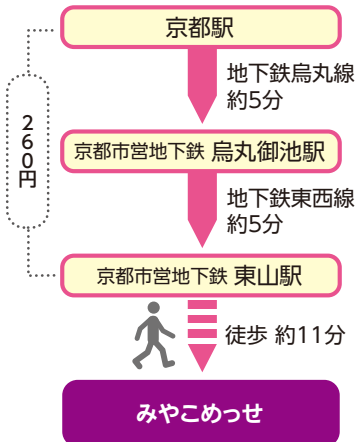 京都駅
地下鉄烏丸線
約5分
260円
京都市営地下鉄 烏丸御池駅
地下鉄東西線
約5分
京都市営地下鉄 東山駅
徒歩 約11分
みやこめっせ